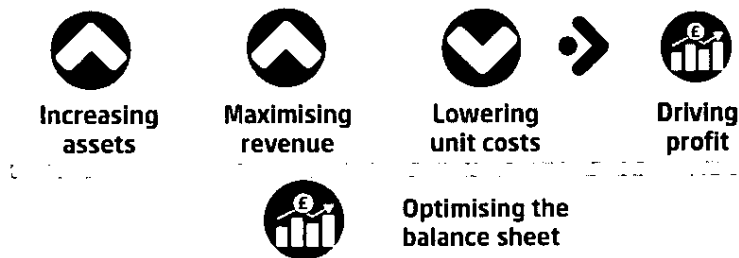 Increasing
assets
Maximising
revenue
Lowering
unit costs
Driving
profit
£
£
Optimising the
balance sheet